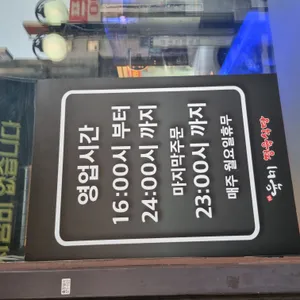 영업시간
16:00시 부터
24:00시 까지
마지막주문
23:00시 까지
매주 월요일휴무